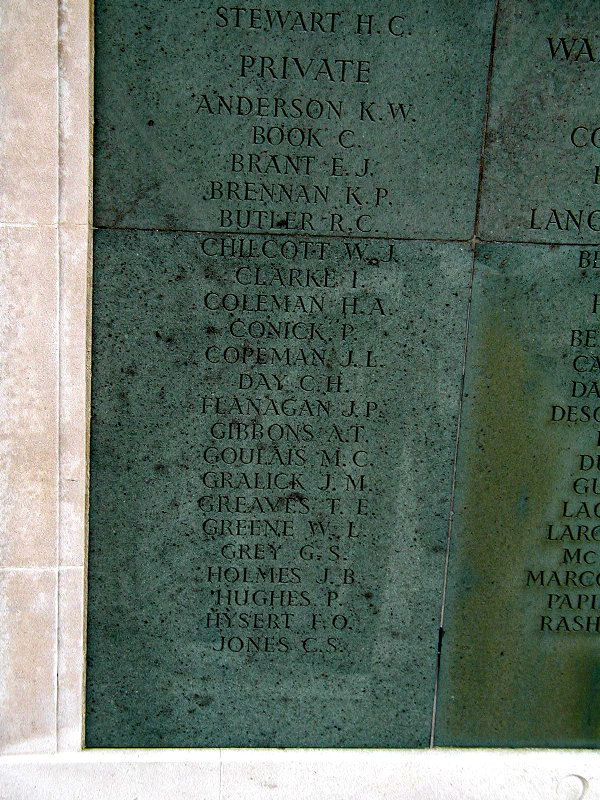 STEWART H. C.
PRIVATE
ANDERSON K. W.
BOOK C.
BRANT E. J.
BRENNAN K. P.
BUTLER R. C.
CHILCOTT W. J.
CLARKE I.
COLEMAN H. A.
CONICK P.
COPEMAN J. L.
DAY C. H.
FLANAGAN J. P.
GIBBONS A. T.
GOULAIS M. C.
GRALICK J. M.
GREAVES T. E.
GREENE W. L.
GREY G. S.
HOLMES J. B.
HUGHES P.
HYSERT F. O.
JONES C. S.